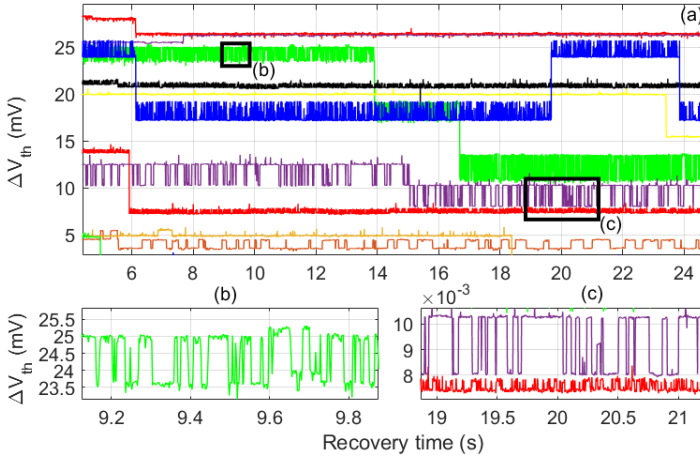 (a)
25
20
15
10
5
ΔV_th (mV)
(b)
(c)
6 8 10 12 14 16 18 20 22 24
(b) (c)
25.5
25
24.5
24
23.5
ΔV_th (mV)
9.2 9.4 9.6 9.8
× 10⁻³
10
9
8
19 19.5 20 20.5 21
Recovery time (s)